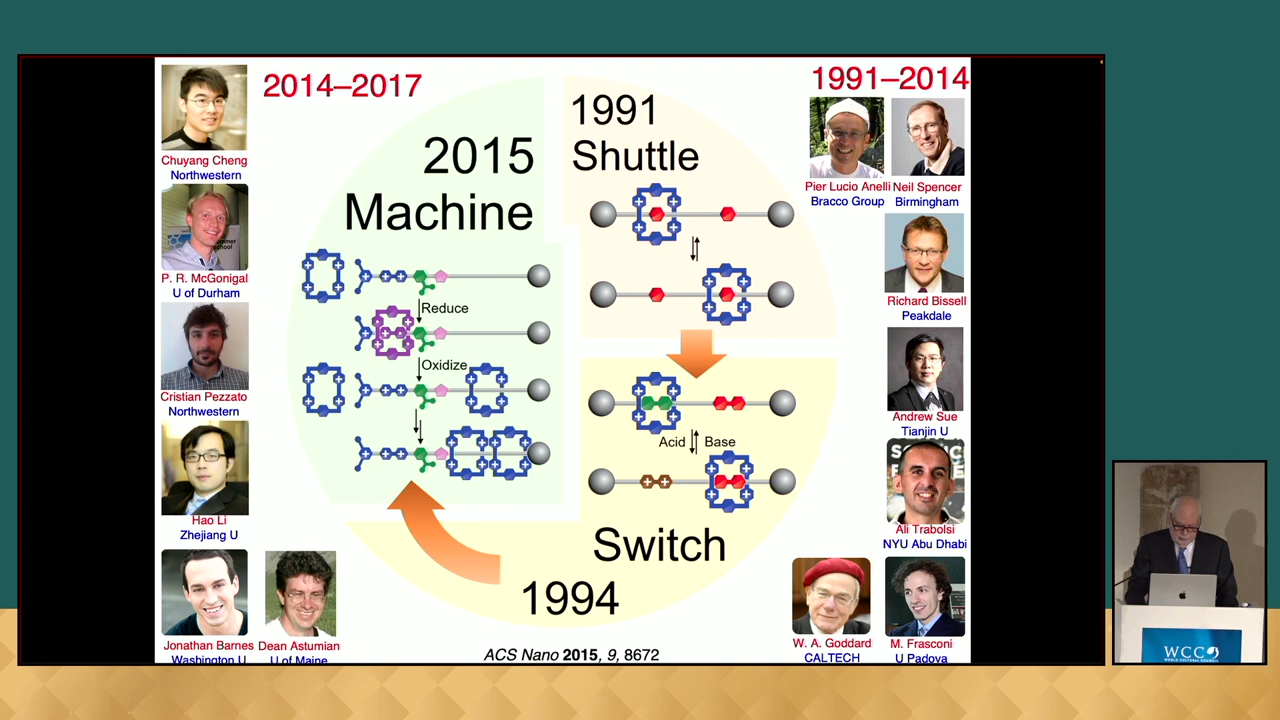 2014–2017
1991–2014
Chuyang Cheng
Northwestern
P. R. McGonigal
U of Durham
Cristian Pezzato
Northwestern
Hao Li
Zhejiang U
Jonathan Barnes
Washington U
Dean Astumian
U of Maine
2015
Machine
Reduce
Oxidize
1991
Shuttle
Acid
Base
Switch
1994
ACS Nano 2015, 9, 8672
Pier Lucio Anelli
Bracco Group
Neil Spencer
Birmingham
Richard Bissell
Peakdale
Andrew Sue
Tianjin U
Ali Trabolsi
NYU Abu Dhabi
W. A. Goddard
CALTECH
M. Frasconi
U Padova
WCC
WORLD CULTURAL COUNCIL